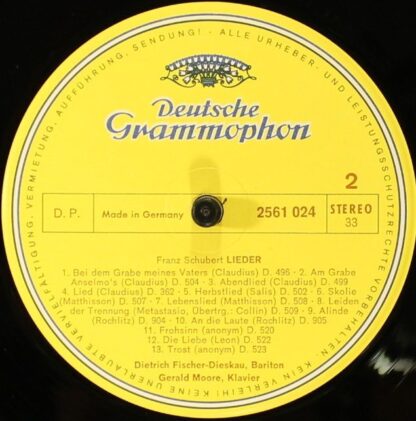 ALLE URHEBER- UND LEISTUNGSSCHUTZRECHTE VORBEHALTEN · KEIN VERLEIH! KEINE UNERLAUBTE VERVIELFÄLTIGUNG, VERMIETUNG, AUFFÜHRUNG, SENDUNG! ·
Deutsche
Grammophon
2
D. P.
Made in Germany
2561 024
STEREO
33
Franz Schubert LIEDER
1. Bei dem Grabe meines Vaters (Claudius) D. 496 · 2. Am Grabe
Anselmo's (Claudius) D. 504 · 3. Abendlied (Claudius) D. 499
4. Lied (Claudius) D. 362 · 5. Herbstlied (Salis) D. 502 · 6. Skolie
(Matthisson) D. 507 · 7. Lebenslied (Matthisson) D. 508 · 8. Leiden
der Trennung (Metastasio, Übertrg.: Collin) D. 509 · 9. Alinde
(Rochlitz) D. 904 · 10. An die Laute (Rochlitz) D. 905
11. Frohsinn (anonym) D. 520
12. Die Liebe (Leon) D. 522
13. Trost (anonym) D. 523
Dietrich Fischer-Dieskau, Bariton
Gerald Moore, Klavier